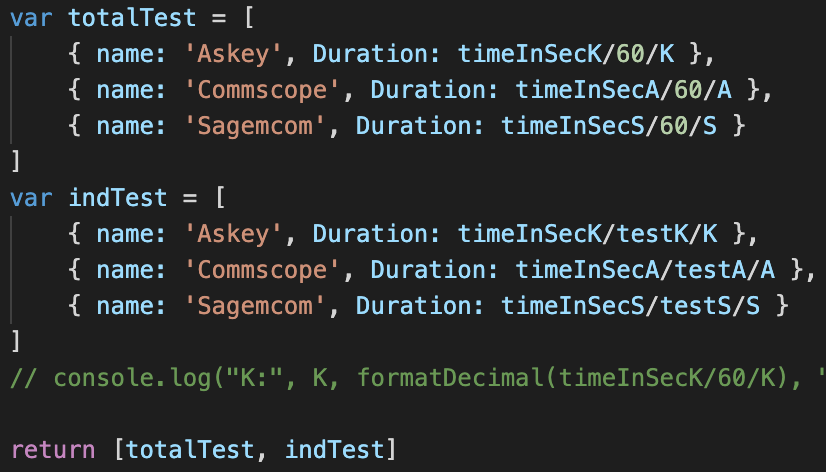 var totalTest = [
{ name: 'Askey', Duration: timeInSecK/60/K },
{ name: 'Commscope', Duration: timeInSecA/60/A },
{ name: 'Sagemcom', Duration: timeInSecS/60/S }
]
var indTest = [
{ name: 'Askey', Duration: timeInSecK/testK/K },
{ name: 'Commscope', Duration: timeInSecA/testA/A },
{ name: 'Sagemcom', Duration: timeInSecS/testS/S }
]
// console.log("K:", K, formatDecimal(timeInSecK/60/K), "
return [totalTest, indTest]